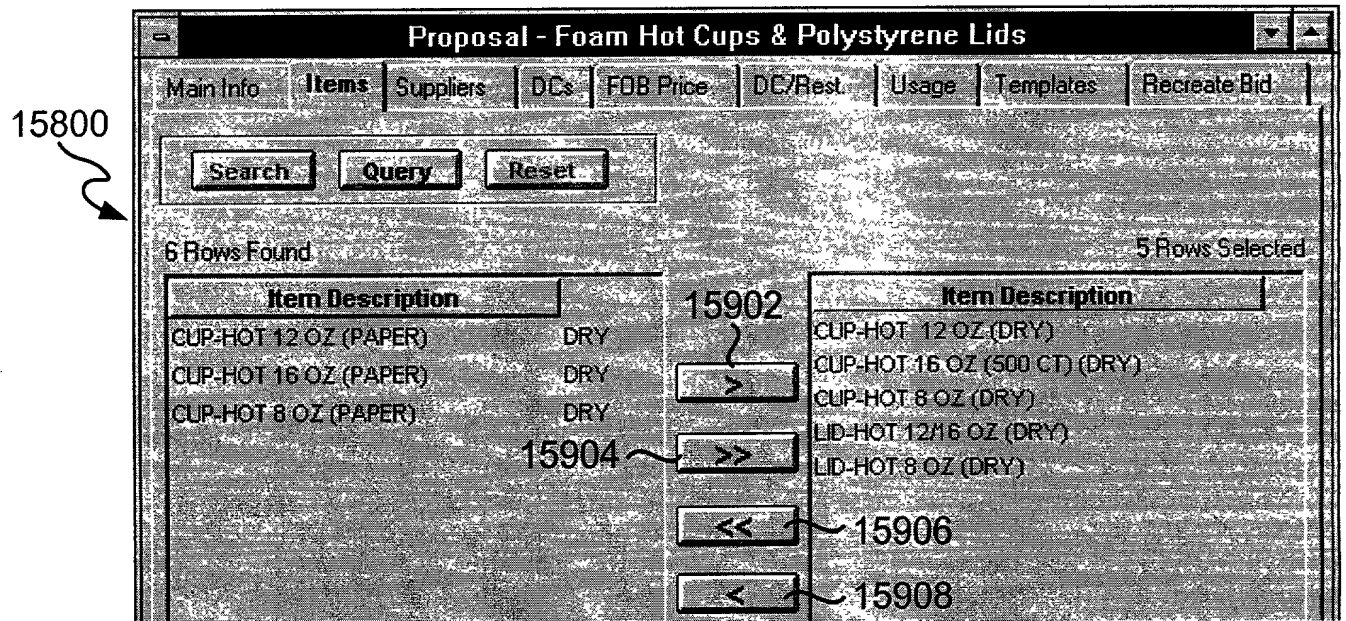 Proposal - Foam Hot Cups & Polystyrene Lids
Main Info Items Suppliers DCs FOB Price DC/Rest. Usage Templates Recreate Bid
15800
Search Query Reset
6 Rows Found
5 Rows Selected
Item Description
CUP-HOT 12 OZ (PAPER) DRY
CUP-HOT 16 OZ (PAPER) DRY
CUP-HOT 8 OZ (PAPER) DRY
15902
>
15904 >>
<< 15906
< 15908
Item Description
CUP-HOT 12 OZ (DRY)
CUP-HOT 16 OZ (500 CT) (DRY)
CUP-HOT 8 OZ (DRY)
LID-HOT 12/16 OZ (DRY)
LID-HOT 8 OZ (DRY)